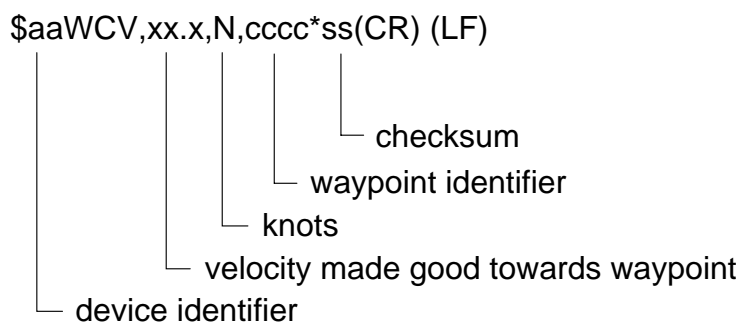 $aaWCV,xx.x,N,cccc*ss(CR) (LF)
checksum
waypoint identifier
knots
velocity made good towards waypoint
device identifier